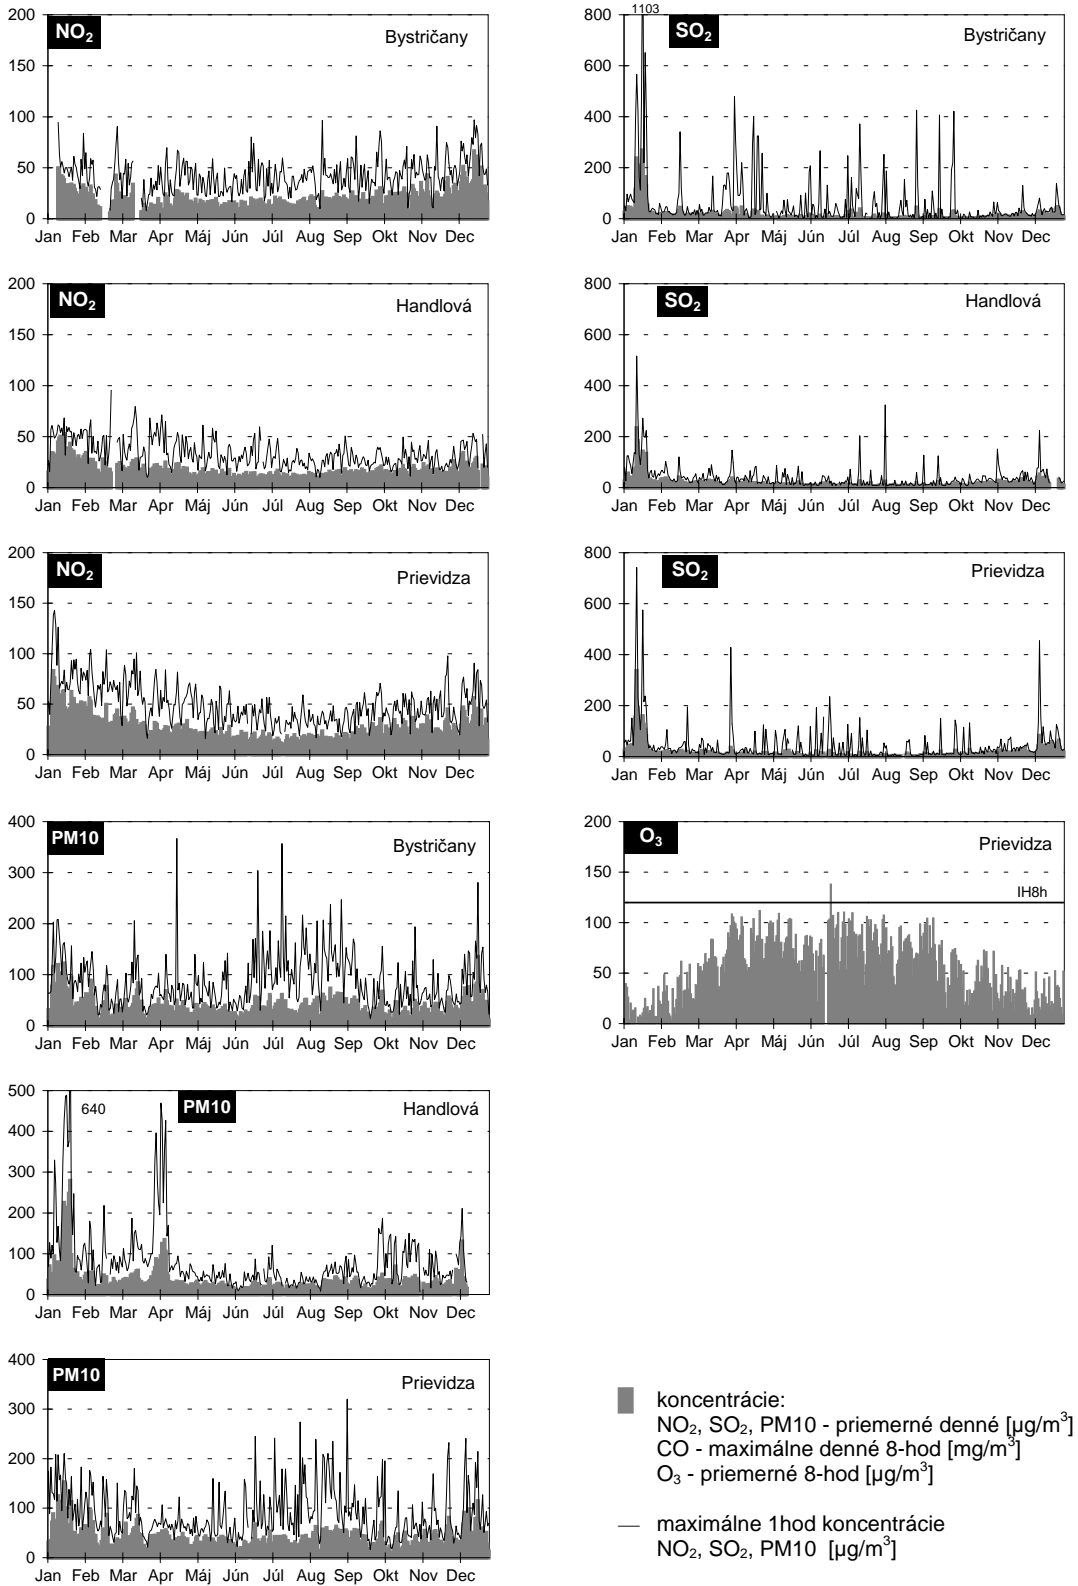 200
150
100
50
0
NO₂
Bystričany
Jan Feb Mar Apr Máj Jún Júl Aug Sep Okt Nov Dec
800
600
400
200
0
1103
SO₂
Bystričany
Jan Feb Mar Apr Máj Jún Júl Aug Sep Okt Nov Dec
200
150
100
50
0
NO₂
Handlová
Jan Feb Mar Apr Máj Jún Júl Aug Sep Okt Nov Dec
800
600
400
200
0
SO₂
Handlová
Jan Feb Mar Apr Máj Jún Júl Aug Sep Okt Nov Dec
200
150
100
50
0
NO₂
Prievidza
Jan Feb Mar Apr Máj Jún Júl Aug Sep Okt Nov Dec
800
600
400
200
0
SO₂
Prievidza
Jan Feb Mar Apr Máj Jún Júl Aug Sep Okt Nov Dec
400
300
200
100
0
PM10
Bystričany
Jan Feb Mar Apr Máj Jún Júl Aug Sep Okt Nov Dec
200
150
100
50
0
O₃
Prievidza
IH8h
Jan Feb Mar Apr Máj Jún Júl Aug Sep Okt Nov Dec
500
400
300
200
100
0
640
PM10
Handlová
Jan Feb Mar Apr Máj Jún Júl Aug Sep Okt Nov Dec
400
300
200
100
0
PM10
Prievidza
Jan Feb Mar Apr Máj Jún Júl Aug Sep Okt Nov Dec
koncentrácie:
NO₂, SO₂, PM10 - priemerné denné [µg/m³]
CO - maximálne denné 8-hod [mg/m³]
O₃ - priemerné 8-hod [µg/m³]
maximálne 1hod koncentrácie
NO₂, SO₂, PM10 [µg/m³]